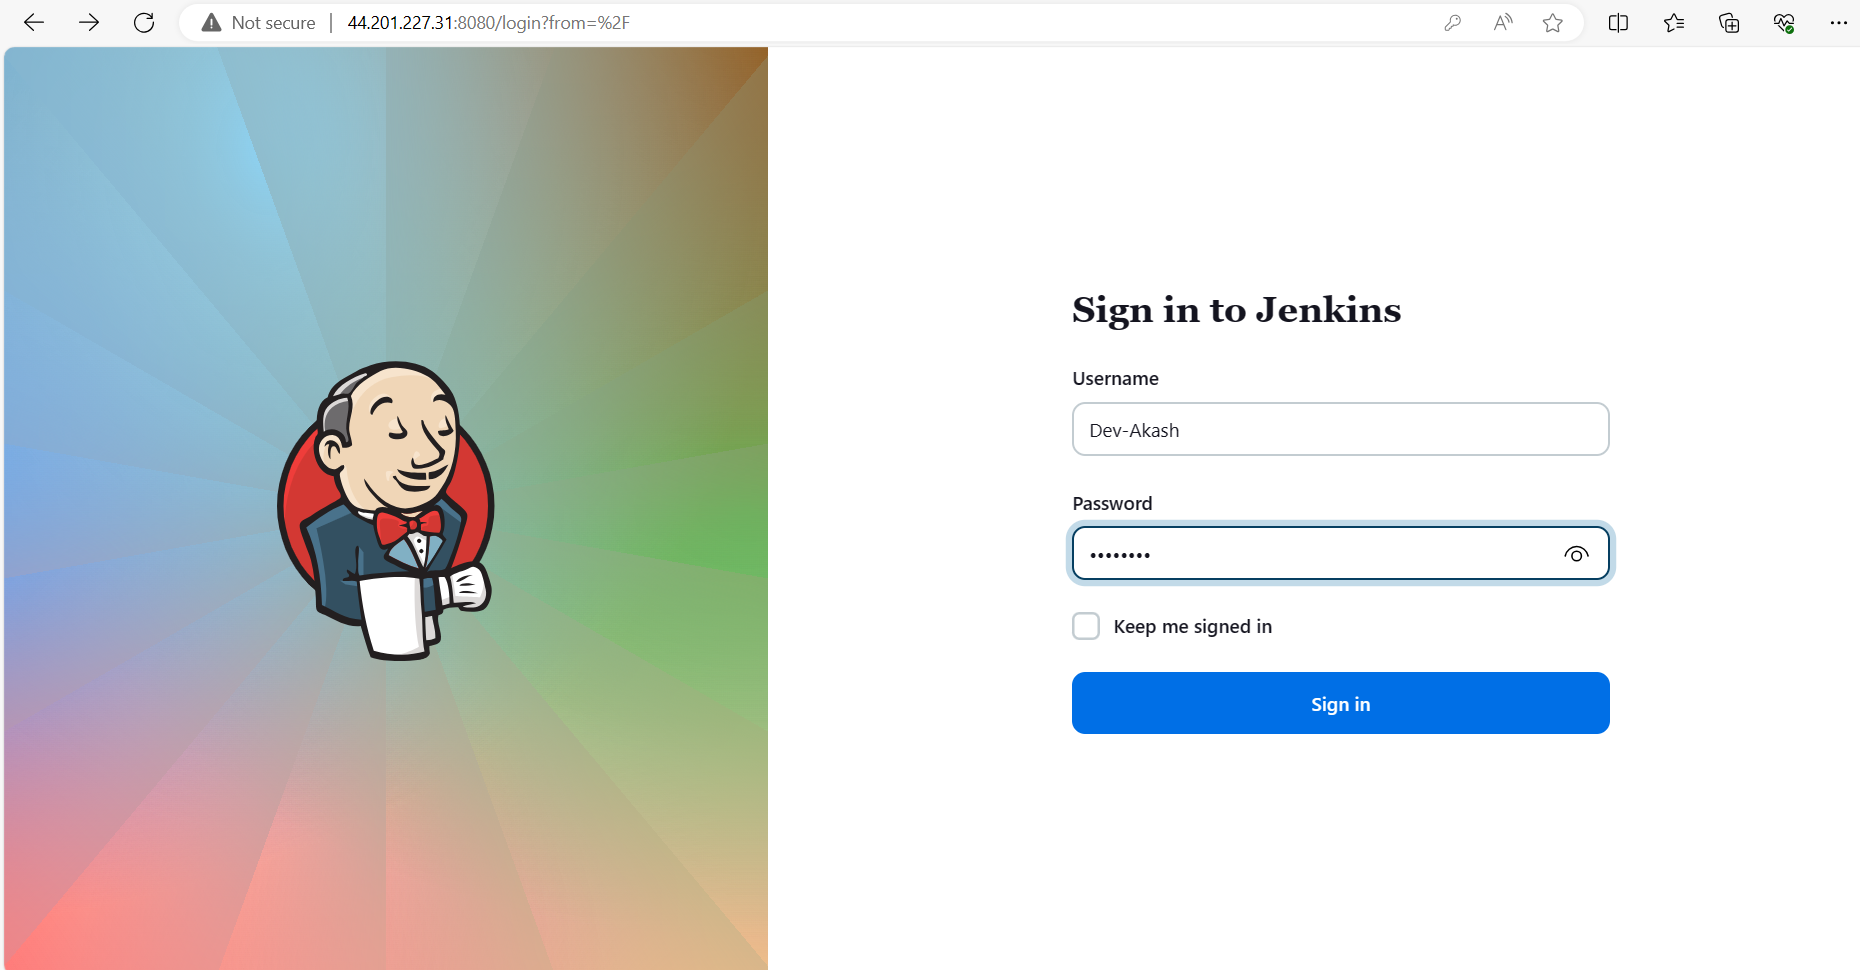 Not secure | 44.201.227.31:8080/login?from=%2F
Sign in to Jenkins
Username
Dev-Akash
Password
••••••••
Keep me signed in
Sign in